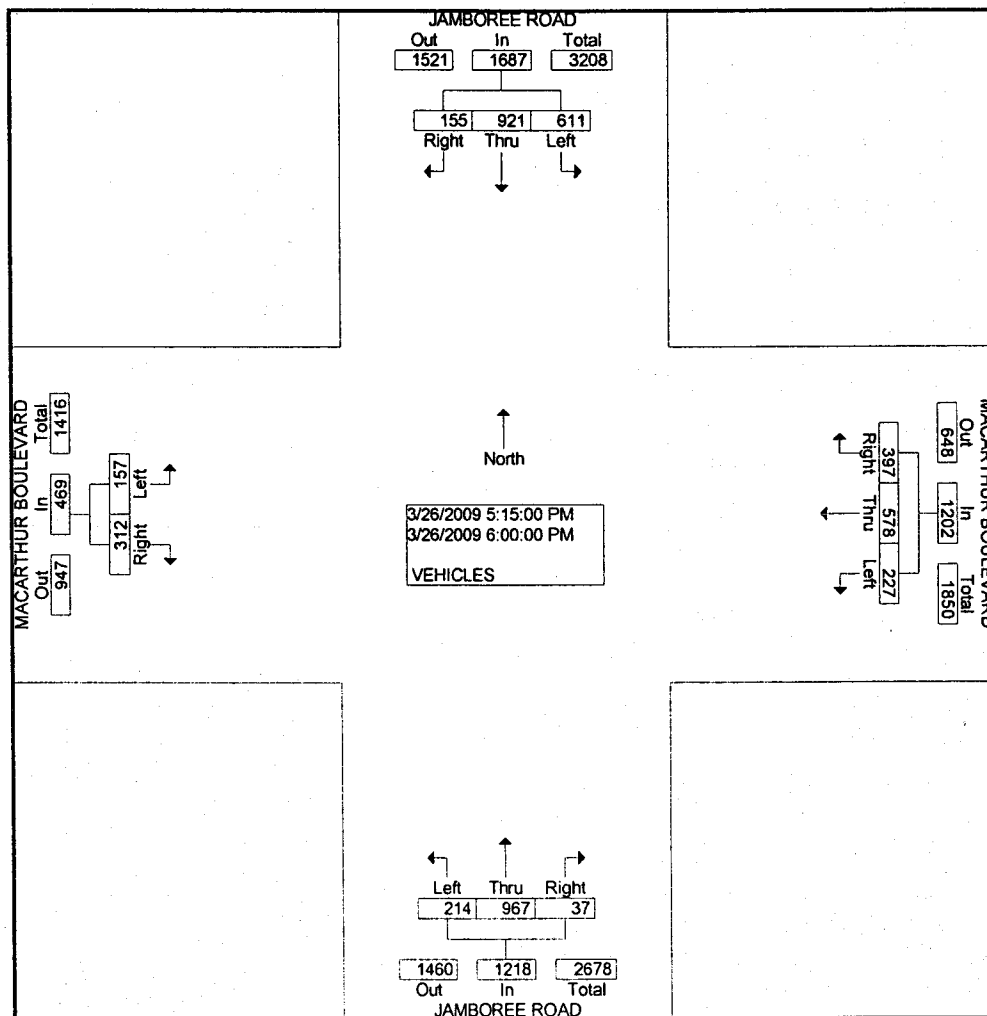 JAMBOREE ROAD
Out In Total
1521 1687 3208
155 921 611
Right Thru Left
MACARTHUR BOULEVARD
Total In Out
1416 469 947
157 312
Left Right
North
3/26/2009 5:15:00 PM
3/26/2009 6:00:00 PM
VEHICLES
Right Thru Left
397 578 227
Out In Total
648 1202 1850
MACARTHUR BOULEVARD
Left Thru Right
214 967 37
1460 1218 2678
Out In Total
JAMBOREE ROAD